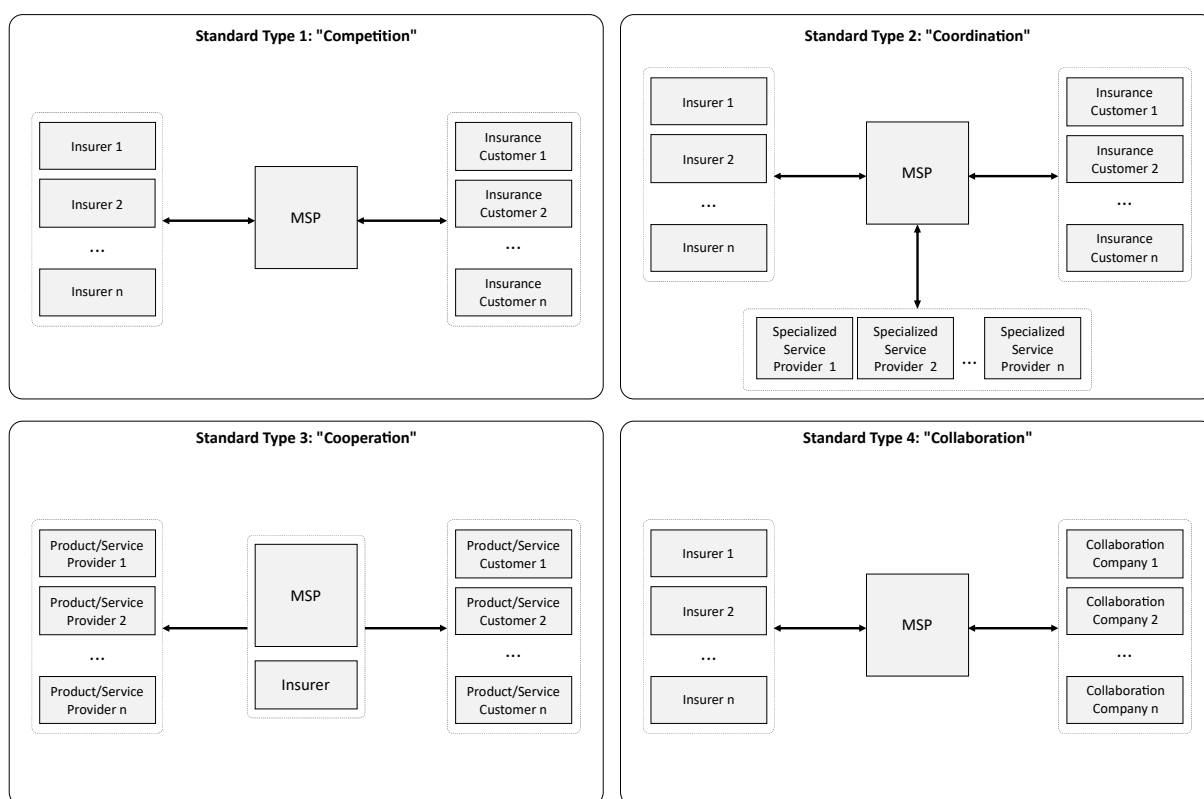 Standard Type 1: "Competition"
Insurer 1
Insurer 2
...
Insurer n
MSP
Insurance
Customer 1
Insurance
Customer 2
...
Insurance
Customer n
Standard Type 2: "Coordination"
Insurer 1
Insurer 2
...
Insurer n
MSP
Insurance
Customer 1
Insurance
Customer 2
...
Insurance
Customer n
Specialized
Service
Provider 1
Specialized
Service
Provider 2
...
Specialized
Service
Provider n
Standard Type 3: "Cooperation"
Product/Service
Provider 1
Product/Service
Provider 2
...
Product/Service
Provider n
MSP
Insurer
Product/Service
Customer 1
Product/Service
Customer 2
...
Product/Service
Customer n
Standard Type 4: "Collaboration"
Insurer 1
Insurer 2
...
Insurer n
MSP
Collaboration
Company 1
Collaboration
Company 2
...
Collaboration
Company n